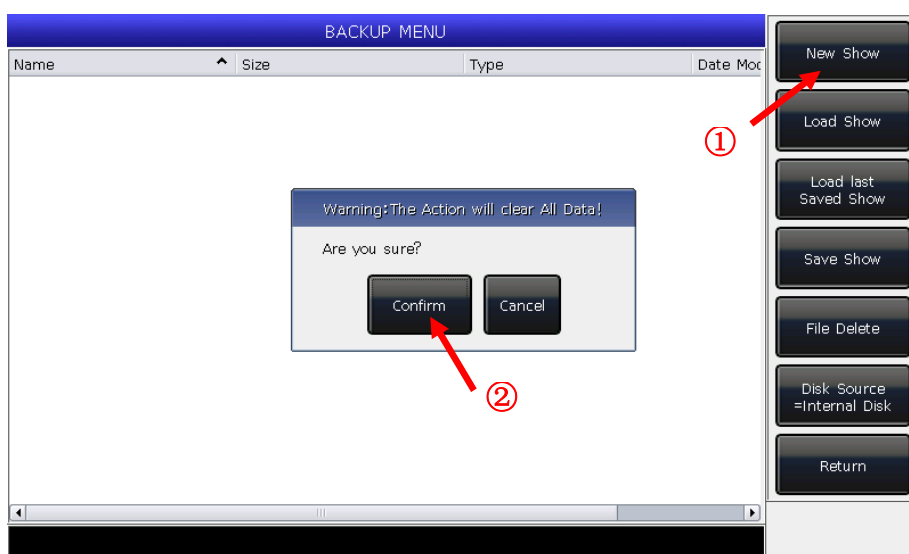 BACKUP MENU
Name Size Type Date Mod
Warning:The Action will clear All Data!
Are you sure?
Confirm Cancel
①
②
New Show
Load Show
Load last
Saved Show
Save Show
File Delete
Disk Source
=Internal Disk
Return